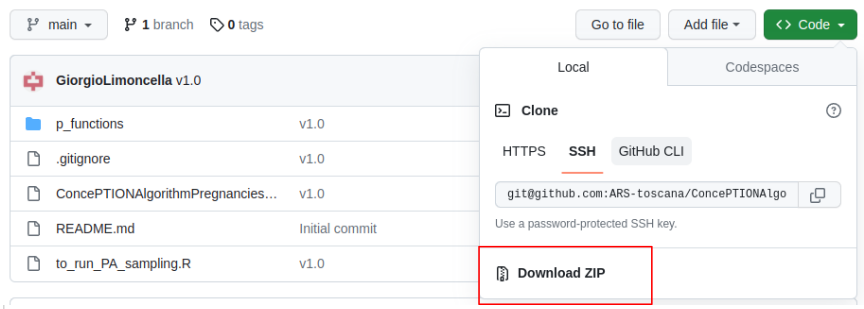 main 1 branch 0 tags Go to file Add file Code
GiorgioLimoncella v1.0
p_functions v1.0
.gitignore v1.0
ConcePTIONAlgorithmPregnancies... v1.0
README.md Initial commit
to_run_PA_sampling.R v1.0
Local Codespaces
Clone
HTTPS SSH GitHub CLI
git@github.com:ARS-toscana/ConcePTIONAlgo
Use a password-protected SSH key.
Download ZIP